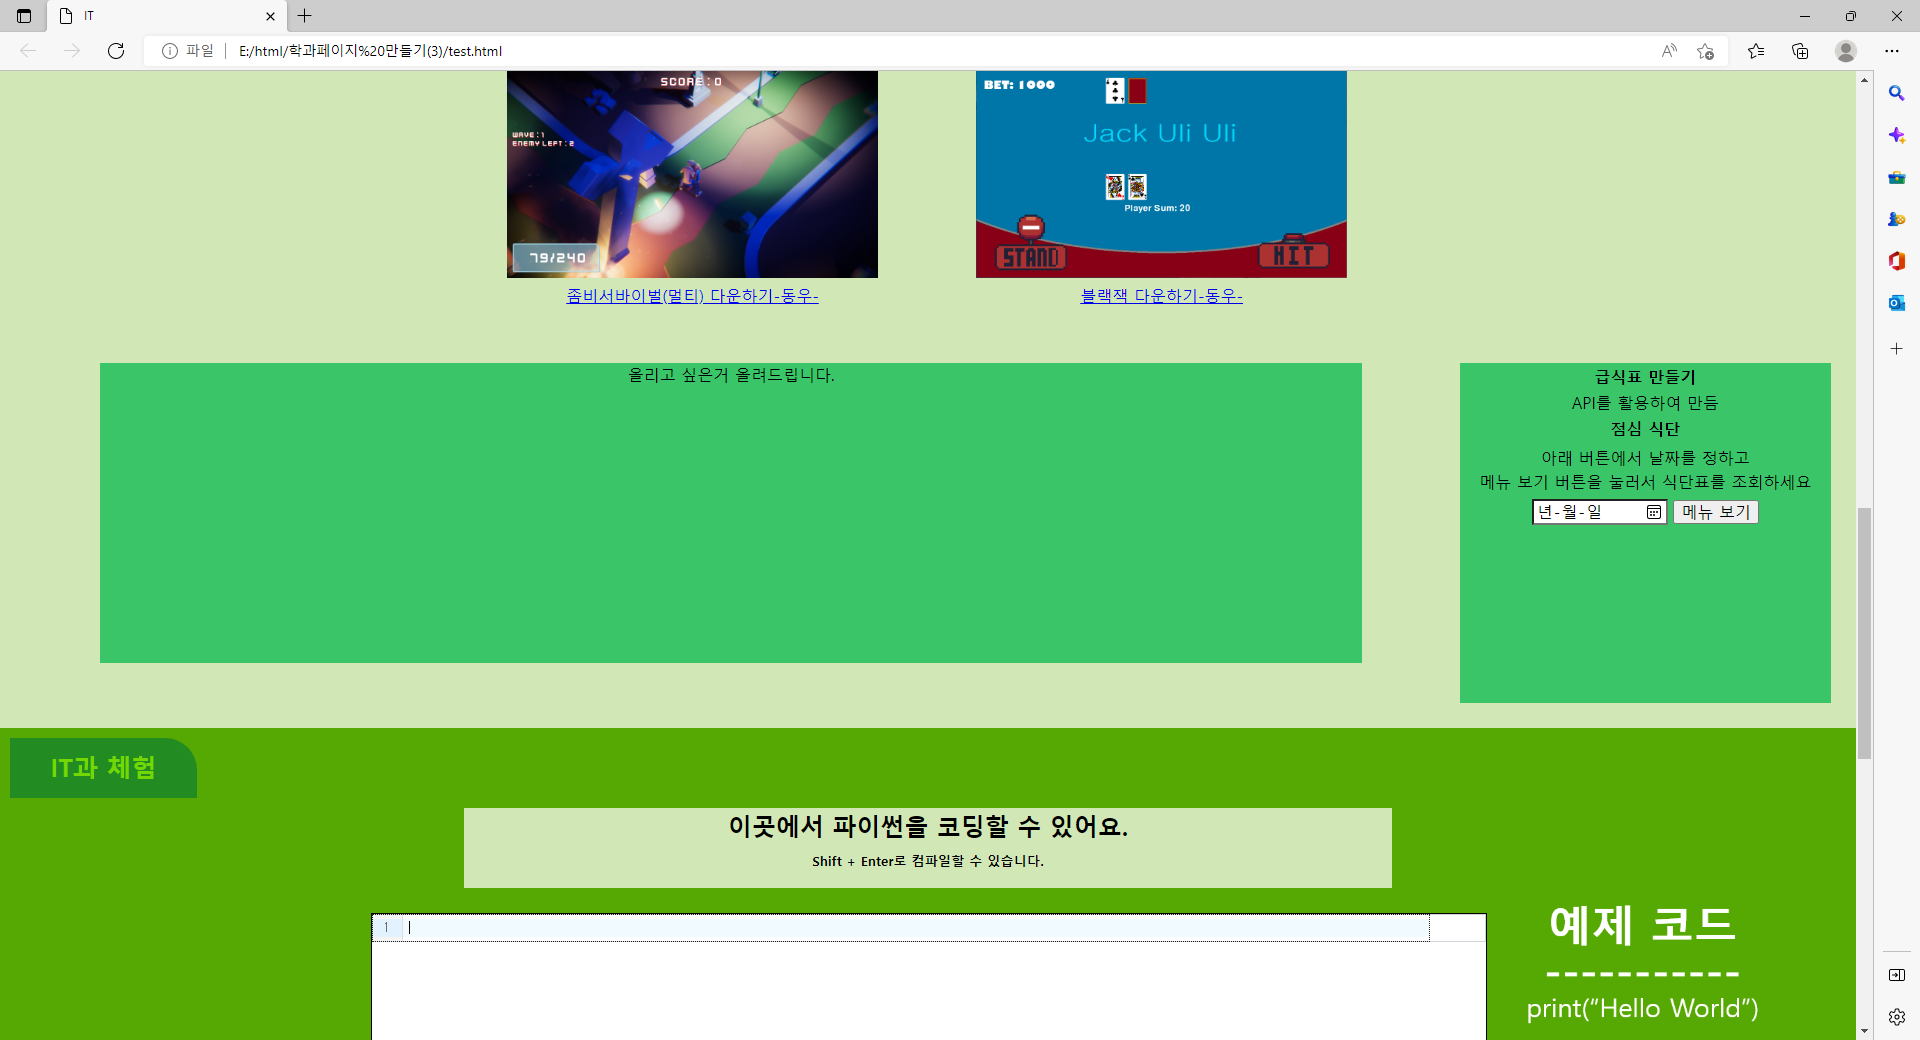 IT
파일
E:/html/학과페이지%20만들기(3)/test.html
SCORE:0
WAVE:1
ENEMY LEFT:2
79/240
BET: 1000
Jack Uli Uli
Player Sum: 20
STAND
HIT
좀비서바이벌(멀티) 다운하기-동우-
블랙잭 다운하기-동우-
올리고 싶은거 올려드립니다.
급식표 만들기
API를 활용하여 만듬
점심 식단
아래 버튼에서 날짜를 정하고
메뉴 보기 버튼을 눌러서 식단표를 조회하세요
년-월-일
메뉴 보기
IT과 체험
이곳에서 파이썬을 코딩할 수 있어요.
Shift + Enter로 컴파일할 수 있습니다.
1
예제 코드
-----------
print(“Hello World”)